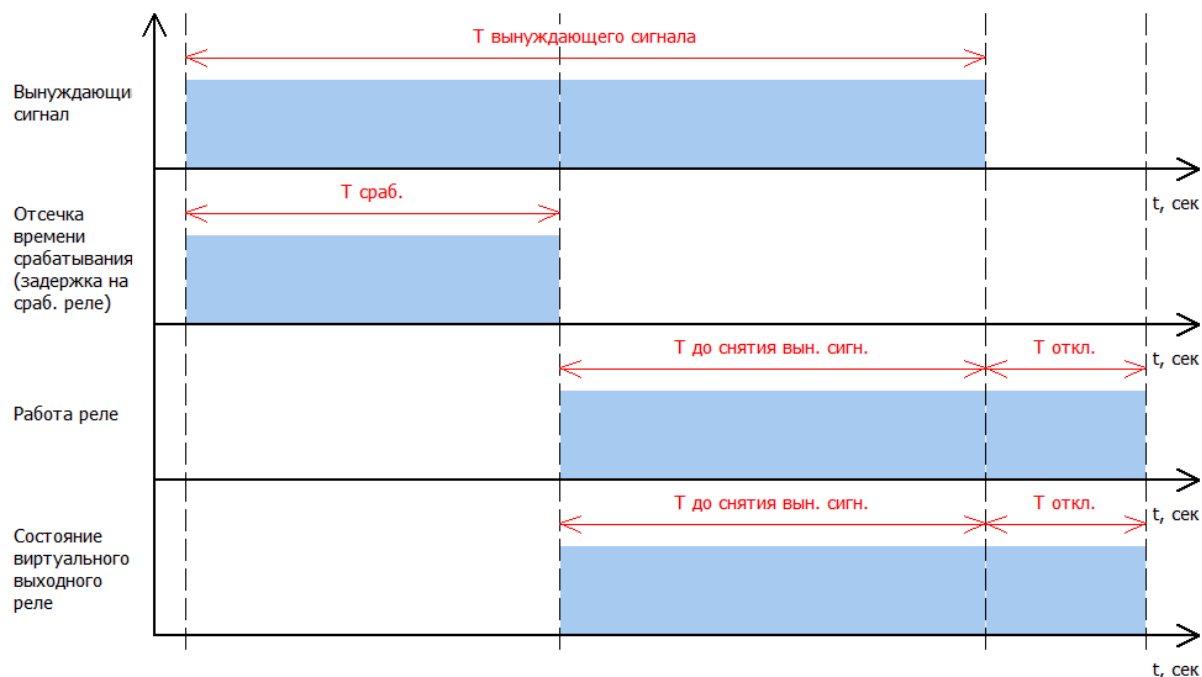 T вынуждающего сигнала
Вынуждающи
сигнал
t, сек
T сраб.
Отсечка
времени
срабатывания
(задержка на
сраб. реле)
t, сек
T до снятия вын. сигн.
T откл.
Работа реле
t, сек
T до снятия вын. сигн.
T откл.
Состояние
виртуального
выходного
реле
t, сек